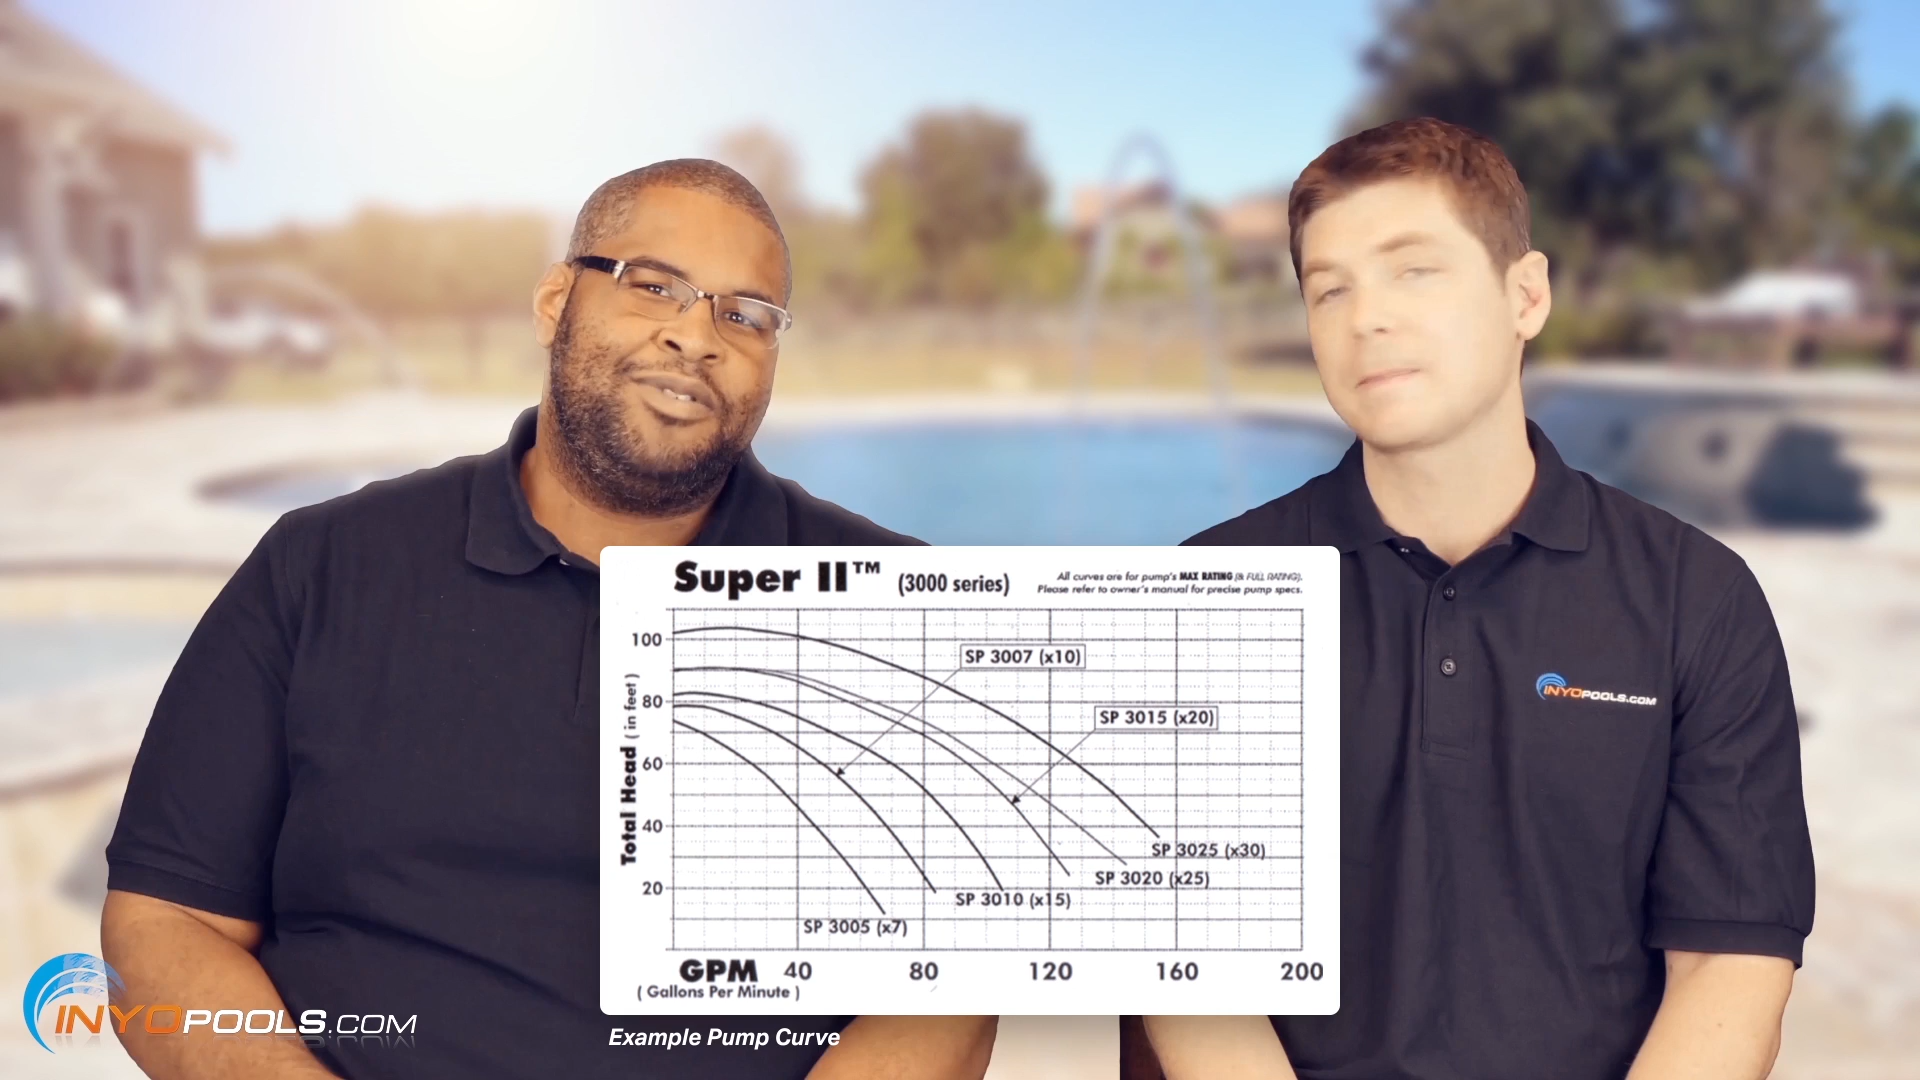 INYOPOOLS.COM
Super II™ (3000 series)
All curves are for pump's MAX RATING (& FULL RATING).
Please refer to owner's manual for precise pump specs.
100
80
60
40
20
Total Head ( in feet )
SP 3007 (x10)
SP 3015 (x20)
SP 3025 (x30)
SP 3020 (x25)
SP 3010 (x15)
SP 3005 (x7)
GPM 40 80 120 160 200
( Gallons Per Minute )
Example Pump Curve
INYOPOOLS.COM